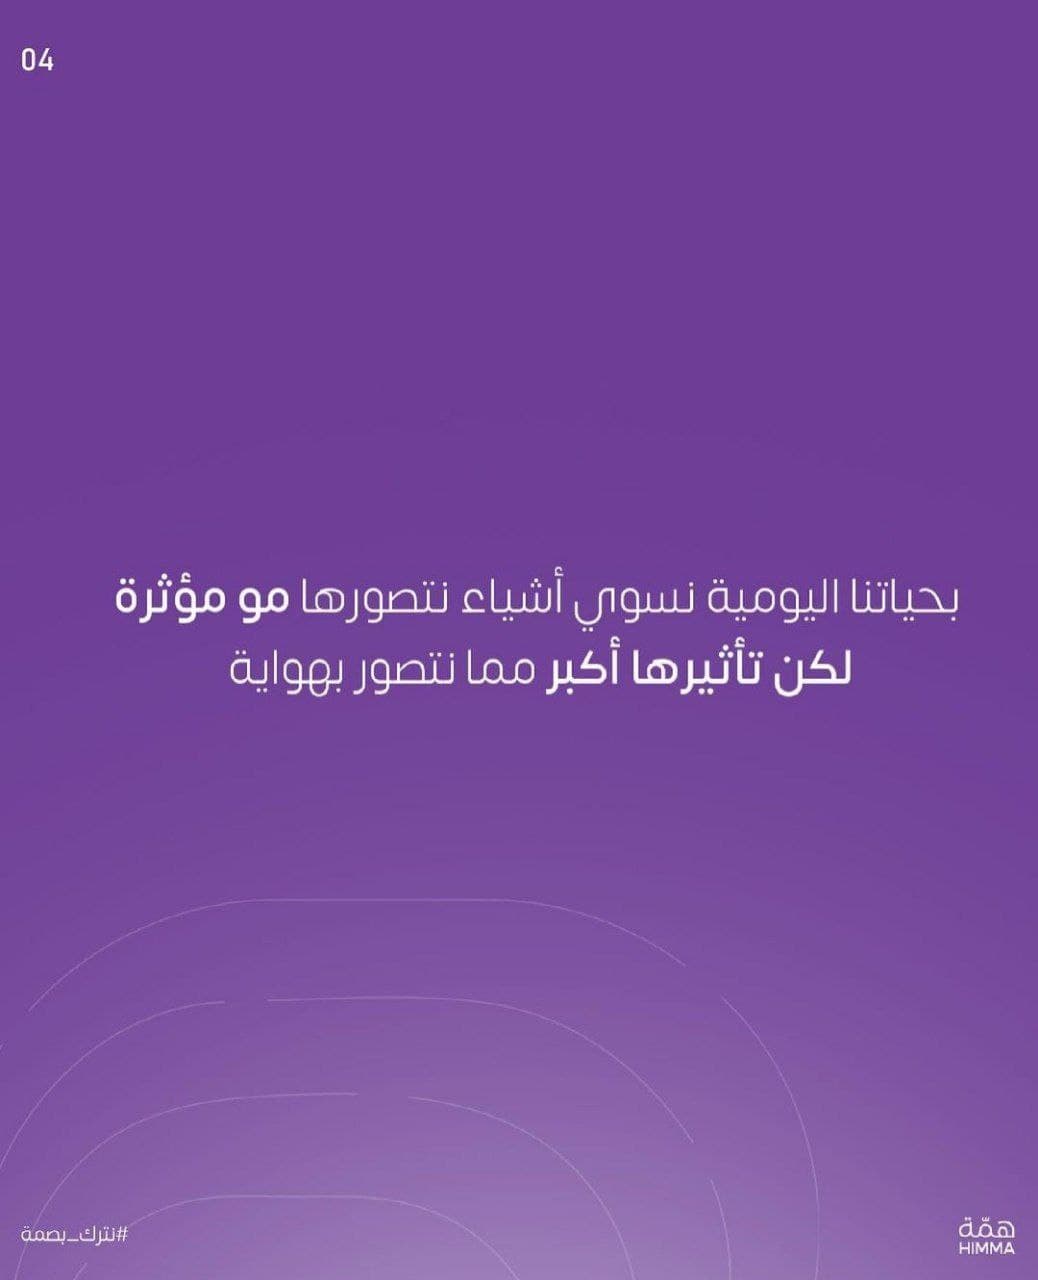 04
بحياتنا اليومية نسوي أشياء نتصورها مو مؤثرة
لكن تأثيرها أكبر مما نتصور بهواية
#نترك_بصمة
همّة
HIMMA